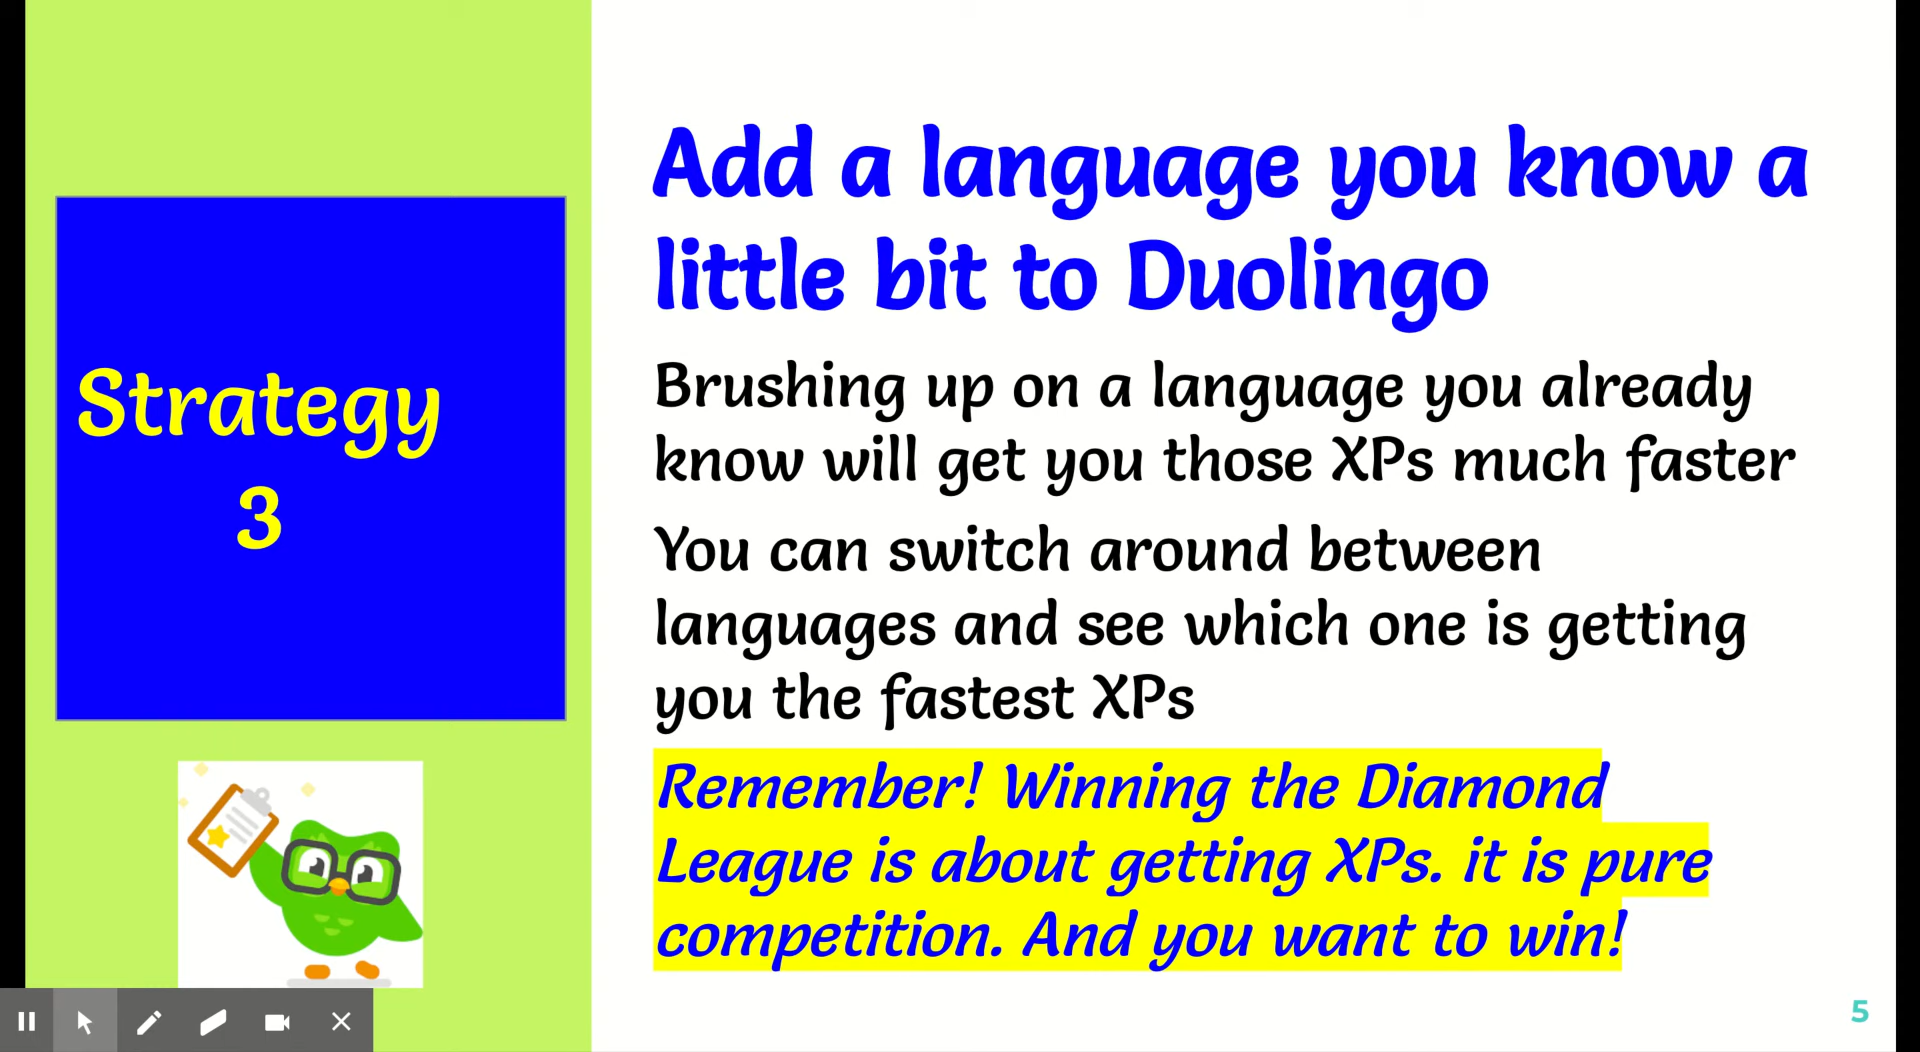 Strategy
3
Add a language you know a
little bit to Duolingo
Brushing up on a language you already
know will get you those XPs much faster
You can switch around between
languages and see which one is getting
you the fastest XPs
Remember! Winning the Diamond
League is about getting XPs. it is pure
competition. And you want to win!
5